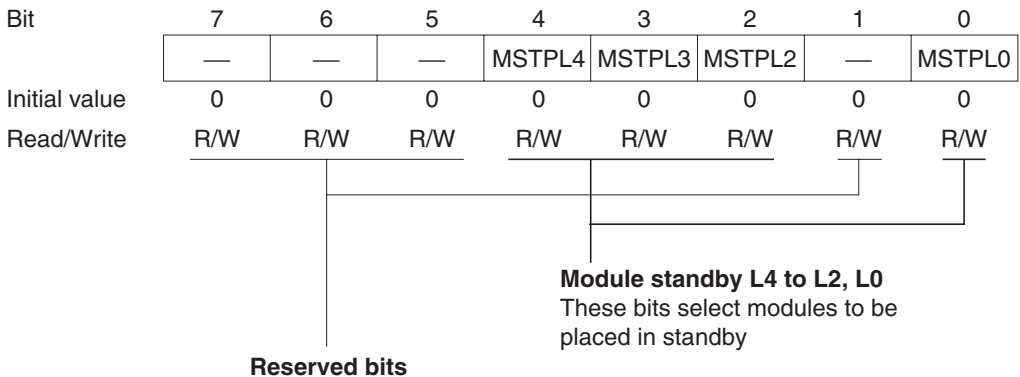 Bit 7 6 5 4 3 2 1 0
— — — MSTPL4 MSTPL3 MSTPL2 — MSTPL0
Initial value 0 0 0 0 0 0 0 0
Read/Write R/W R/W R/W R/W R/W R/W R/W R/W
Module standby L4 to L2, L0
These bits select modules to be
placed in standby
Reserved bits